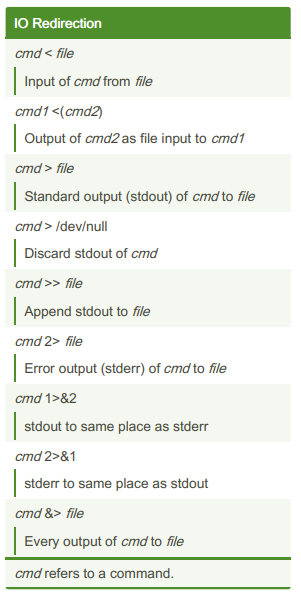 IO Redirection
cmd < file
Input of cmd from file
cmd1 <(cmd2)
Output of cmd2 as file input to cmd1
cmd > file
Standard output (stdout) of cmd to file
cmd > /dev/null
Discard stdout of cmd
cmd >> file
Append stdout to file
cmd 2> file
Error output (stderr) of cmd to file
cmd 1>&2
stdout to same place as stderr
cmd 2>&1
stderr to same place as stdout
cmd &> file
Every output of cmd to file
cmd refers to a command.